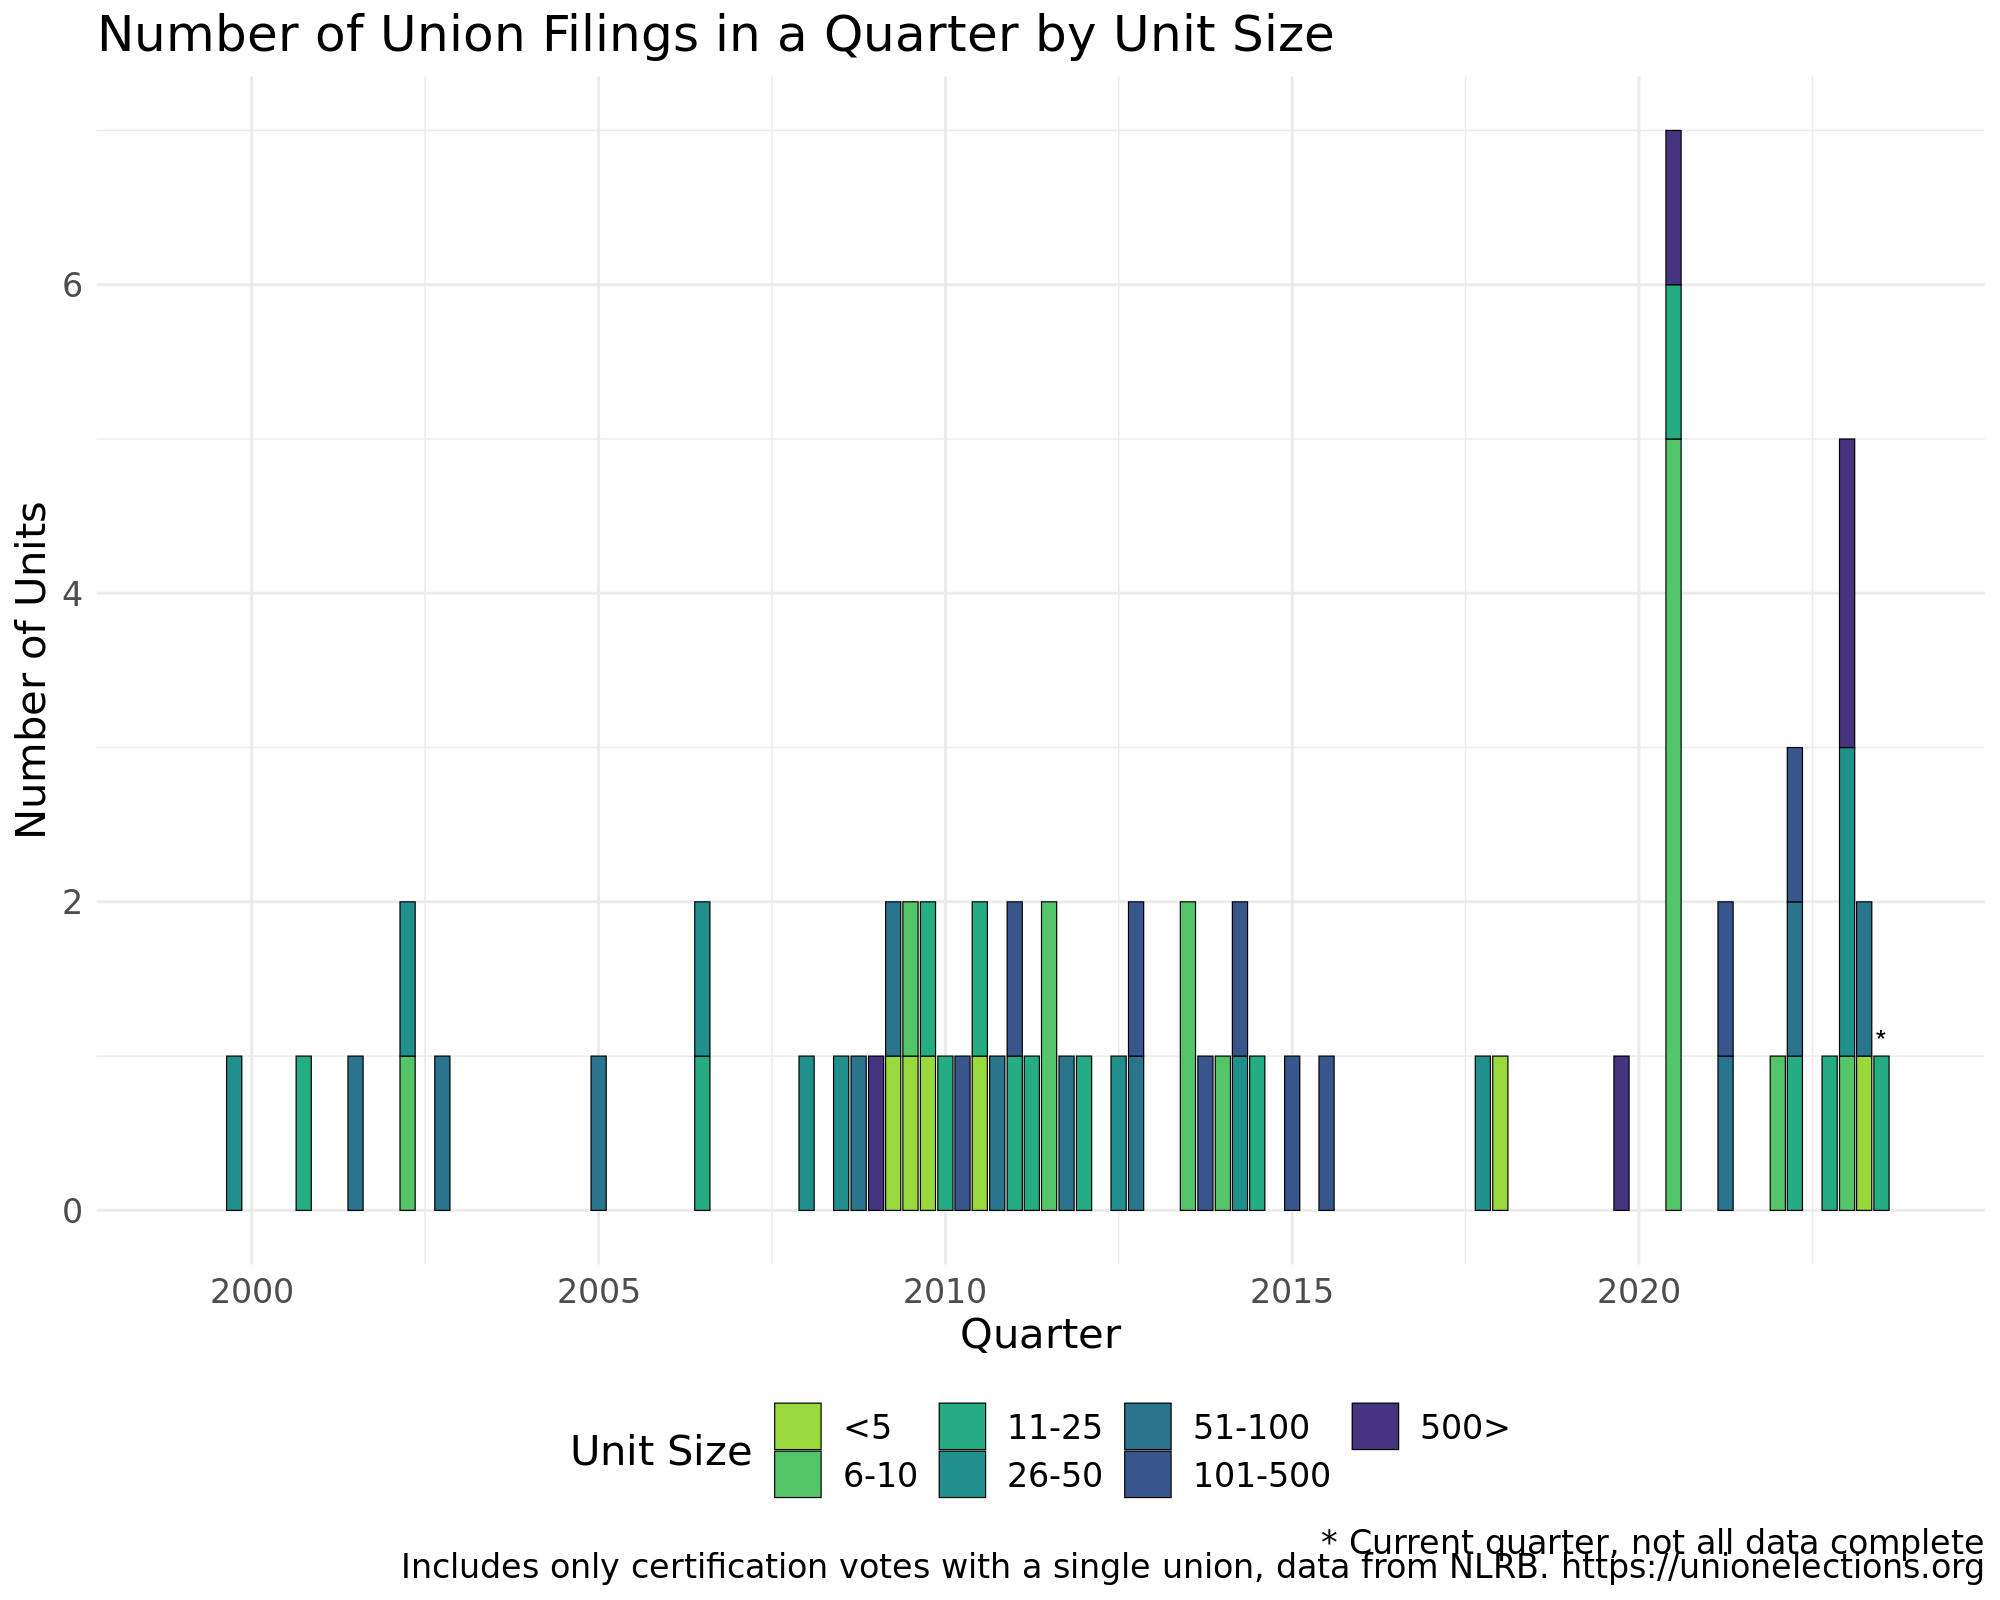 Number of Union Filings in a Quarter by Unit Size
Number of Units
6
4
2
0
*
2000 2005 2010 2015 2020
Quarter
Unit Size
<5 11-25 51-100 500>
6-10 26-50 101-500
* Current quarter, not all data complete
Includes only certification votes with a single union, data from NLRB. https://unionelections.org